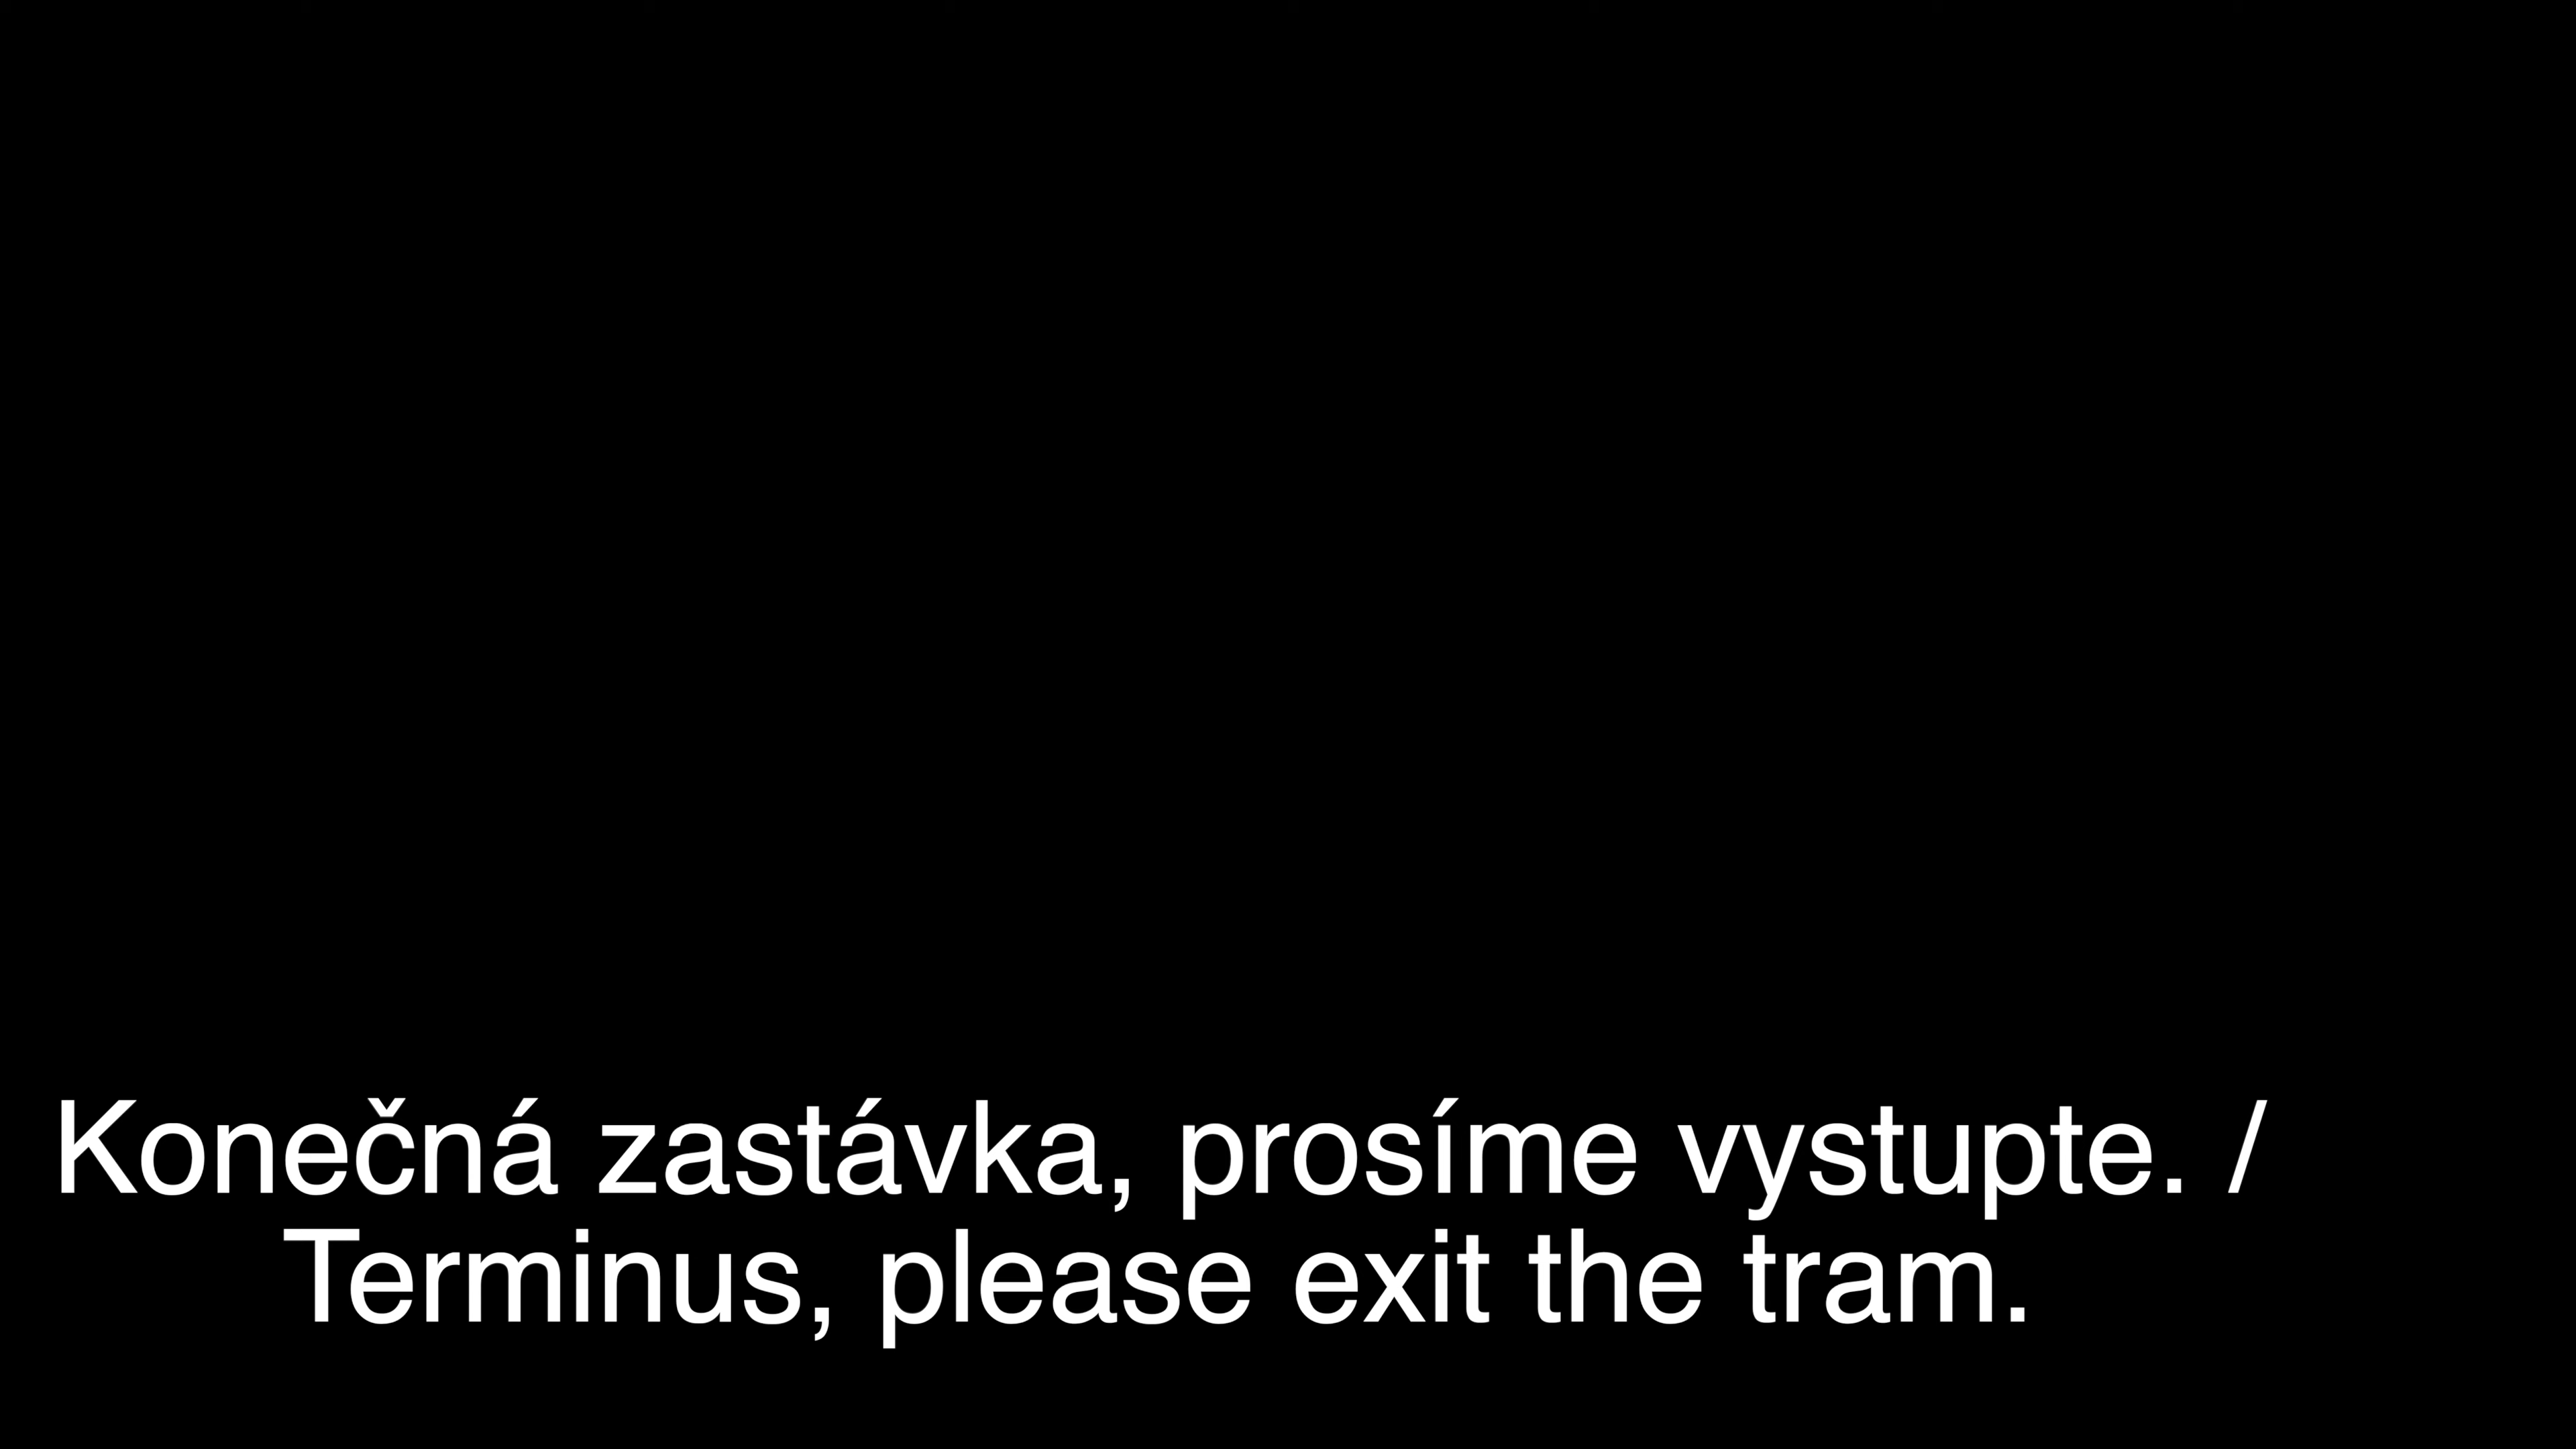 Konečná zastávka, prosíme vystupte. /
Terminus, please exit the tram.